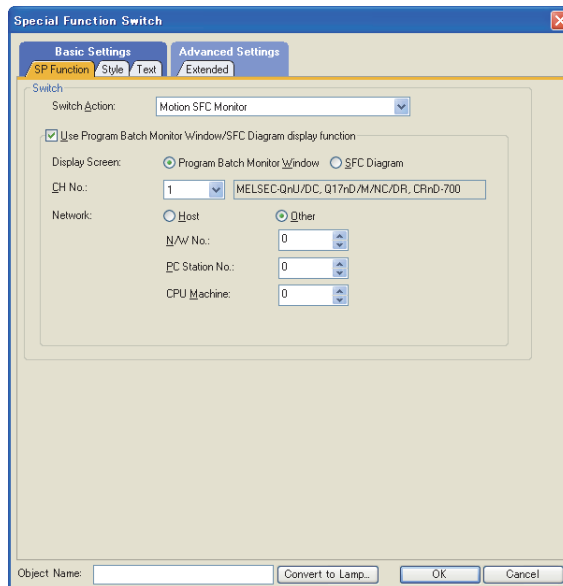 Special Function Switch
Basic Settings
Advanced Settings
SP Function Style Text
Extended
Switch
Switch Action: Motion SFC Monitor
Use Program Batch Monitor Window/SFC Diagram display function
Display Screen: Program Batch Monitor Window SFC Diagram
CH No.: 1 MELSEC-QnU/DC, Q17nD/M/NC/DR, CRnD-700
Network: Host Other
N/W No.: 0
PC Station No.: 0
CPU Machine: 0
Object Name: Convert to Lamp... OK Cancel